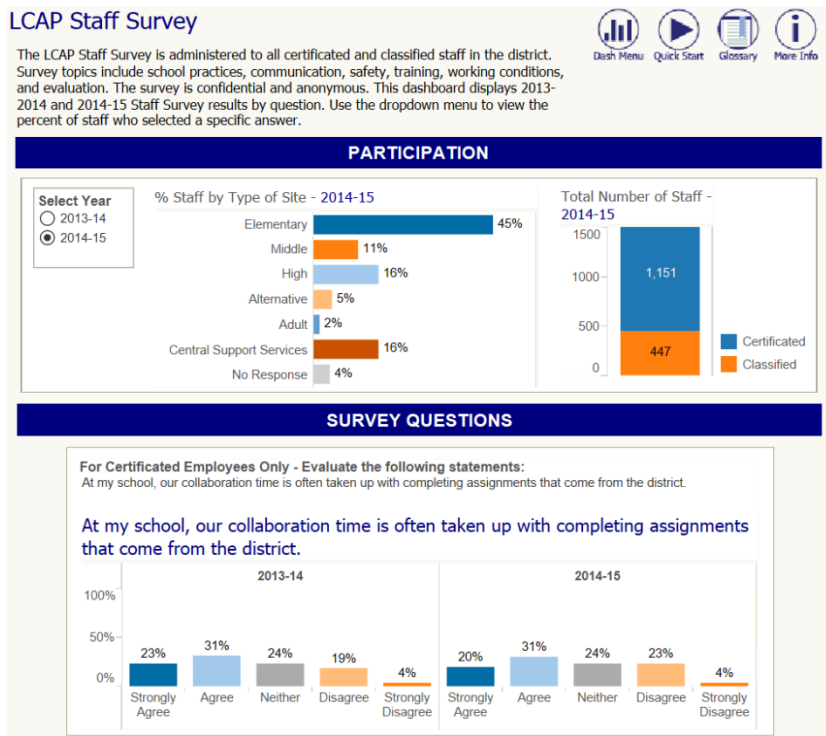 LCAP Staff Survey
The LCAP Staff Survey is administered to all certificated and classified staff in the district.
Survey topics include school practices, communication, safety, training, working conditions,
and evaluation. The survey is confidential and anonymous. This dashboard displays 2013-
2014 and 2014-15 Staff Survey results by question. Use the dropdown menu to view the
percent of staff who selected a specific answer.
Dash Menu Quick Start Glossary More Info
PARTICIPATION
Select Year
2013-14
2014-15
% Staff by Type of Site - 2014-15
Elementary 45%
Middle 11%
High 16%
Alternative 5%
Adult 2%
Central Support Services 16%
No Response 4%
Total Number of Staff -
2014-15
1500
1000
500
0
1,151
447
Certificated
Classified
SURVEY QUESTIONS
For Certificated Employees Only - Evaluate the following statements:
At my school, our collaboration time is often taken up with completing assignments that come from the district.
At my school, our collaboration time is often taken up with completing assignments
that come from the district.
2013-14 2014-15
100%
50%
0%
23% 31% 24% 19% 4% 20% 31% 24% 23% 4%
Strongly Agree Neither Disagree Strongly Strongly Agree Neither Disagree Strongly
Agree Disagree Agree Disagree